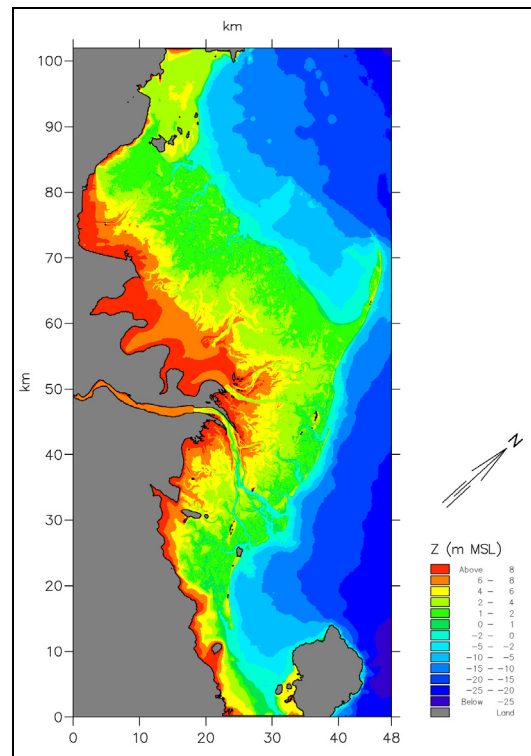 km
100
90
80
70
60
50
40
30
20
10
0
km
0 10 20 30 40 48
N
Z (m MSL)
Above 8
6 – 8
4 – 6
2 – 4
1 – 2
0 – 1
-2 – 0
-5 – -2
-10 – -5
-15 – -10
-20 – -15
-25 – -20
Below -25
Land